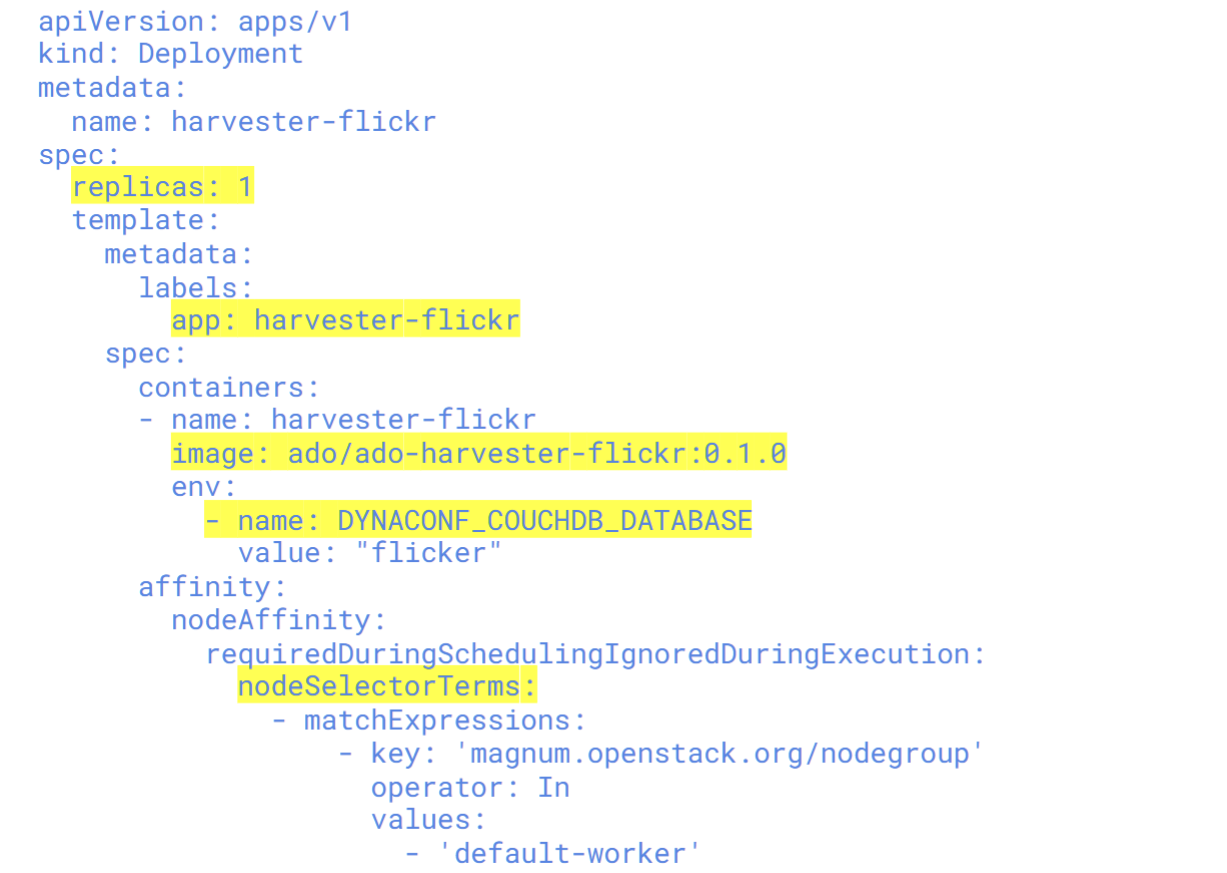 apiVersion: apps/v1
kind: Deployment
metadata:
  name: harvester-flickr
spec:
  replicas: 1
  template:
    metadata:
      labels:
        app: harvester-flickr
    spec:
      containers:
      - name: harvester-flickr
        image: ado/ado-harvester-flickr:0.1.0
        env:
          - name: DYNACONF_COUCHDB_DATABASE
            value: "flicker"
      affinity:
        nodeAffinity:
          requiredDuringSchedulingIgnoredDuringExecution:
            nodeSelectorTerms:
              - matchExpressions:
                  - key: 'magnum.openstack.org/nodegroup'
                    operator: In
                    values:
                      - 'default-worker'